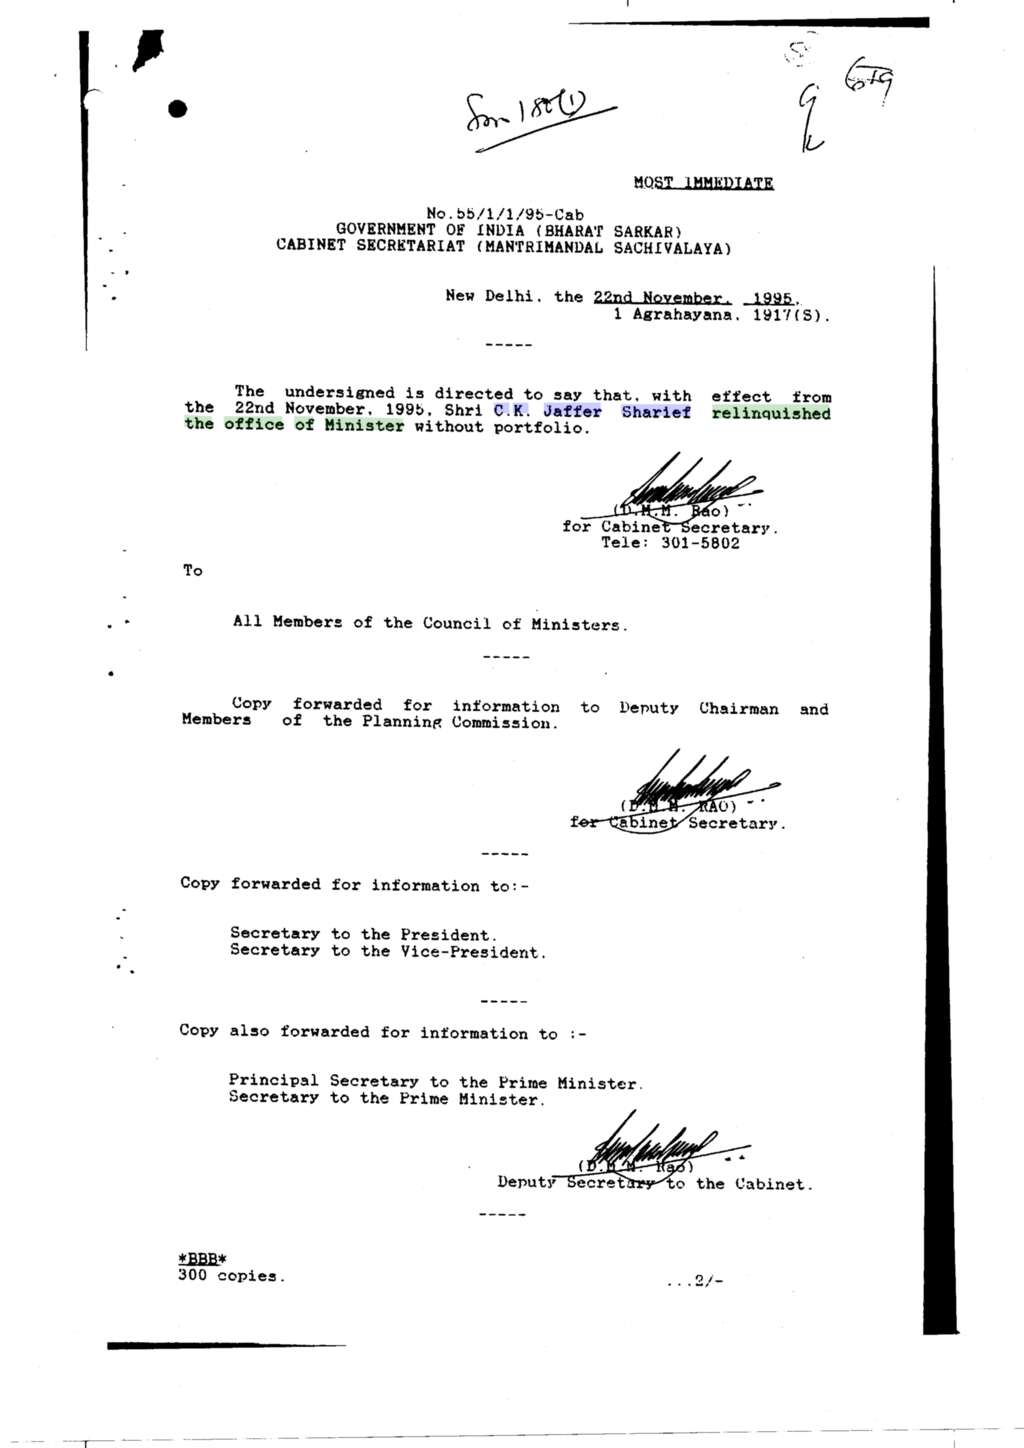 MOST IMMEDIATE
No.55/1/1/95-Cab
GOVERNMENT OF INDIA (BHARAT SARKAR)
CABINET SECRETARIAT (MANTRIMANDAL SACHIVALAYA)
New Delhi. the 22nd November. 1995.
1 Agrahayana. 1917(S).
-----
The undersigned is directed to say that, with effect from
the 22nd November, 1995, Shri C.K. Jaffer Sharief relinquished
the office of Minister without portfolio.
(D.M.M. Rao)
for Cabinet Secretary.
Tele: 301-5802
To
All Members of the Council of Ministers.
-----
Copy forwarded for information to Deputy Chairman and
Members of the Planning Commission.
(D.M.M. RAO)
for Cabinet Secretary.
-----
Copy forwarded for information to:-
Secretary to the President.
Secretary to the Vice-President.
-----
Copy also forwarded for information to :-
Principal Secretary to the Prime Minister.
Secretary to the Prime Minister.
(D.M.M. Rao)
Deputy Secretary to the Cabinet.
-----
*BBB*
300 copies.
...2/-